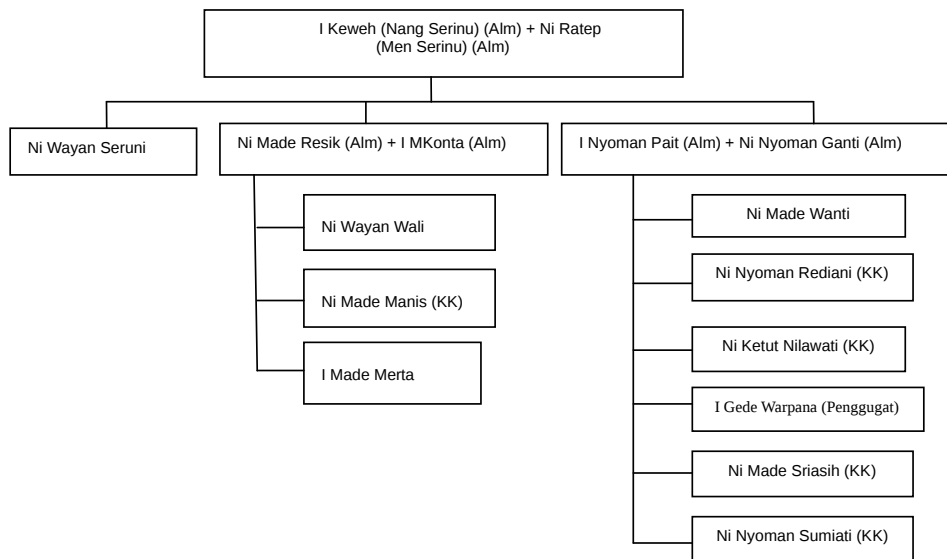 I Keweh (Nang Serinu) (Alm) + Ni Ratep
(Men Serinu) (Alm)
Ni Wayan Seruni
Ni Made Resik (Alm) + I MKonta (Alm)
I Nyoman Pait (Alm) + Ni Nyoman Ganti (Alm)
Ni Wayan Wali
Ni Made Manis (KK)
I Made Merta
Ni Made Wanti
Ni Nyoman Rediani (KK)
Ni Ketut Nilawati (KK)
I Gede Warpana (Penggugat)
Ni Made Sriasih (KK)
Ni Nyoman Sumiati (KK)